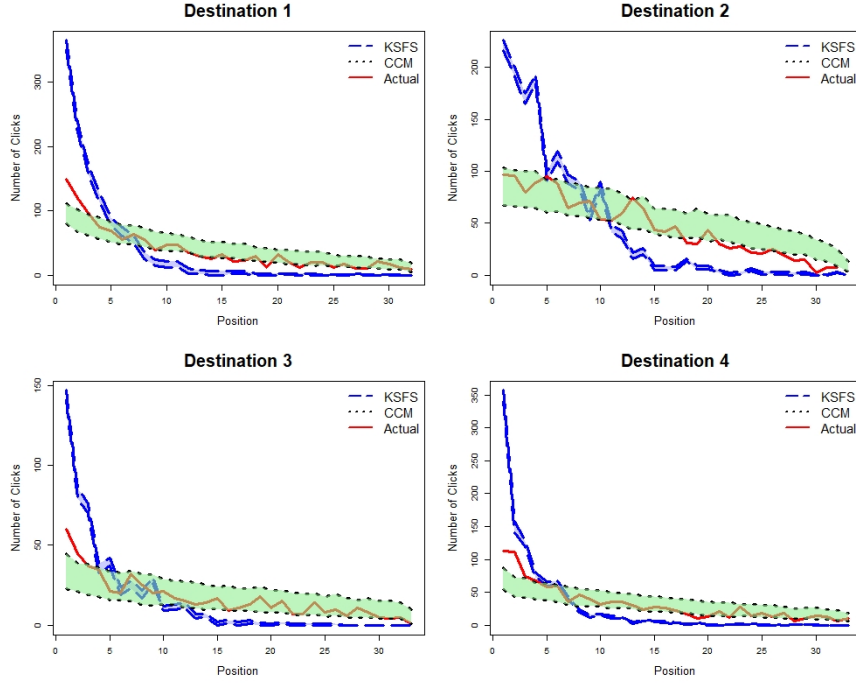 Destination 1
Number of Clicks
300
200
100
0
KSFS
CCM
Actual
0 5 10 15 20 25 30
Position
Destination 2
Number of Clicks
200
150
100
50
0
KSFS
CCM
Actual
0 5 10 15 20 25 30
Position
Destination 3
Number of Clicks
150
100
50
0
KSFS
CCM
Actual
0 5 10 15 20 25 30
Position
Destination 4
Number of Clicks
350
300
250
200
150
100
50
0
KSFS
CCM
Actual
0 5 10 15 20 25 30
Position